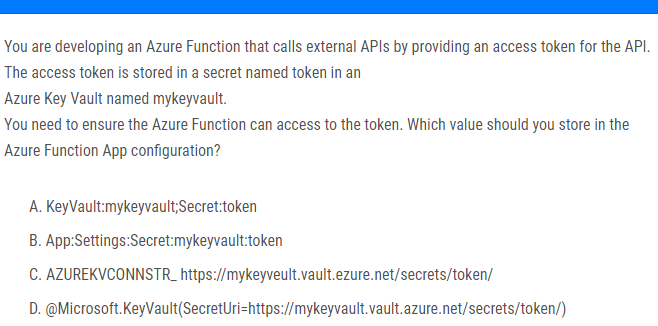 You are developing an Azure Function that calls external APIs by providing an access token for the API.
The access token is stored in a secret named token in an
Azure Key Vault named mykeyvault.
You need to ensure the Azure Function can access to the token. Which value should you store in the
Azure Function App configuration?
A. KeyVault:mykeyvault;Secret:token
B. App:Settings:Secret:mykeyvault:token
C. AZUREKVCONNSTR_ https://mykeyveult.vault.ezure.net/secrets/token/
D. @Microsoft.KeyVault(SecretUri=https://mykeyvault.vault.azure.net/secrets/token/)